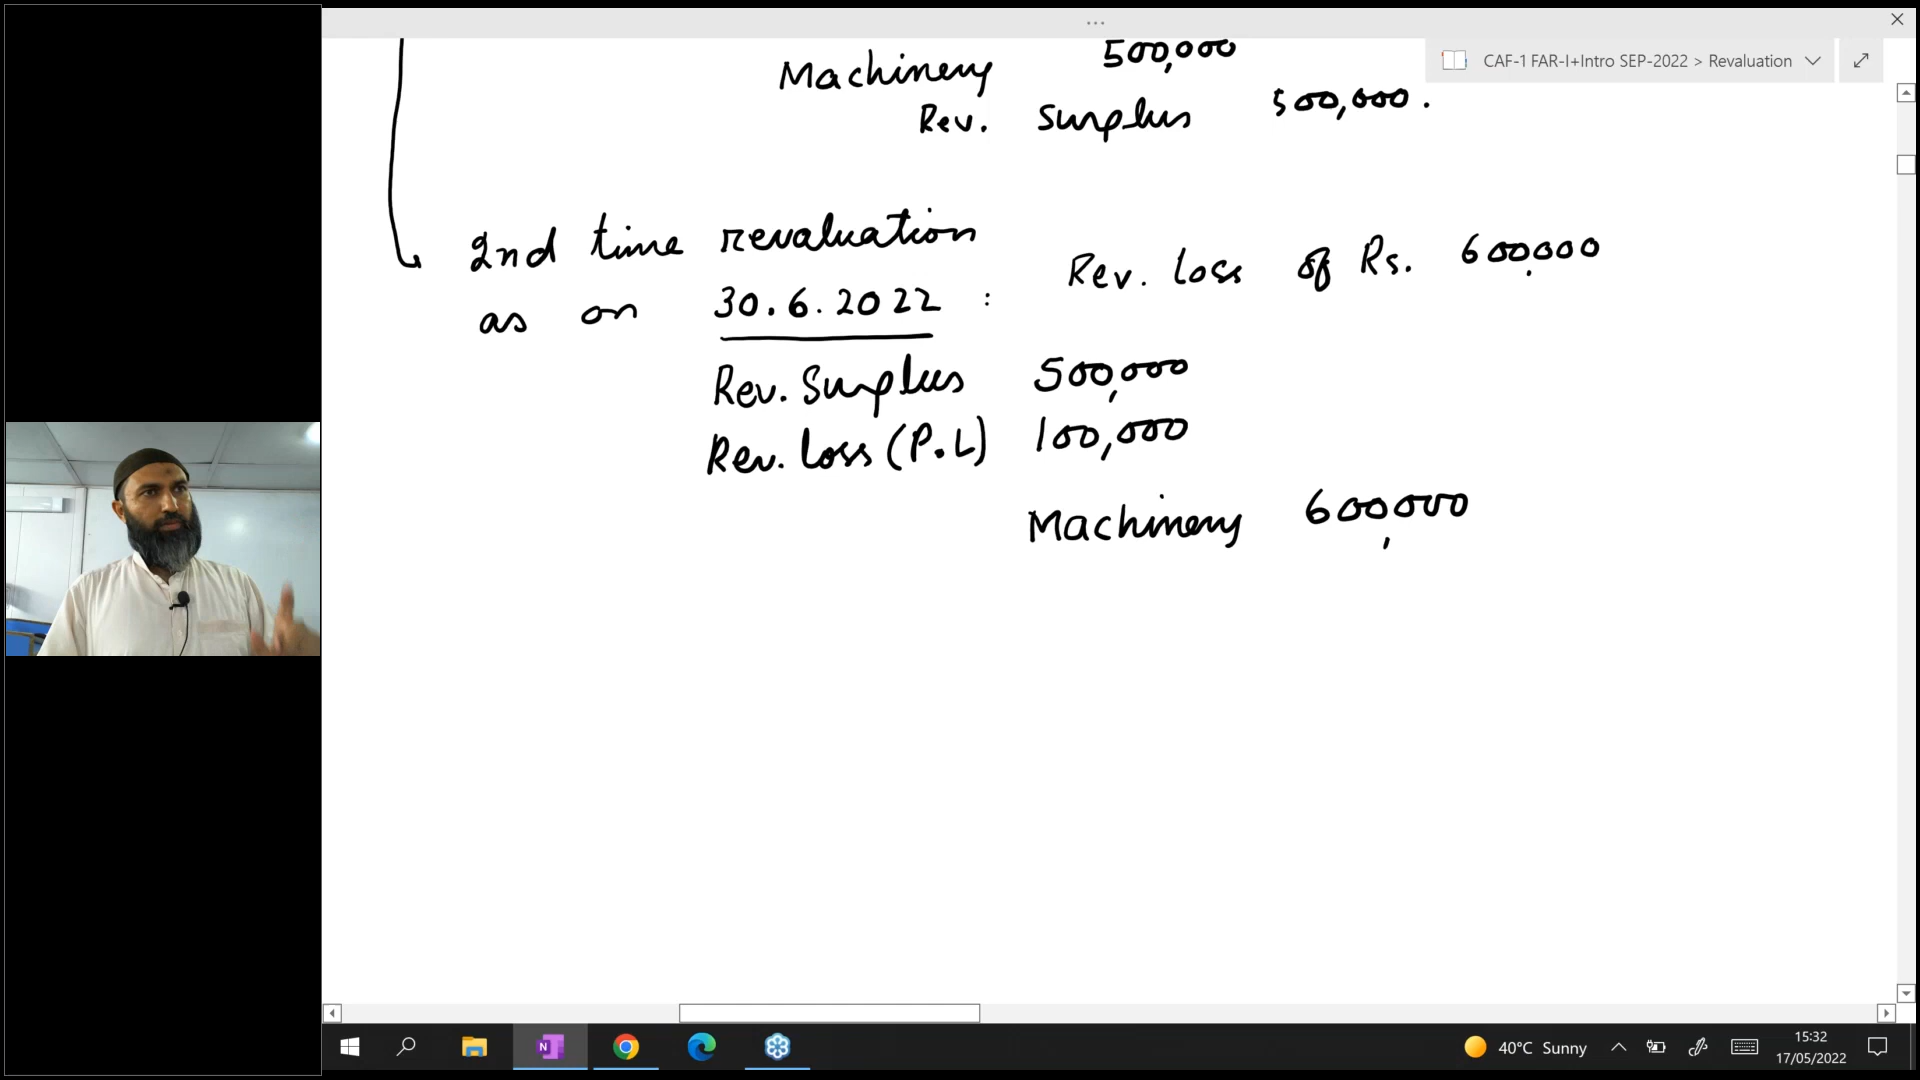 ...
CAF-1 FAR-I+Intro SEP-2022 > Revaluation
Machinery 500,000
Rev. Surplus 500,000.
2nd time revaluation
as on 30.6.2022 : Rev. loss of Rs. 600,000
Rev. Surplus 500,000
Rev. loss (P.L) 100,000
Machinery 600,000
40°C Sunny
15:32
17/05/2022